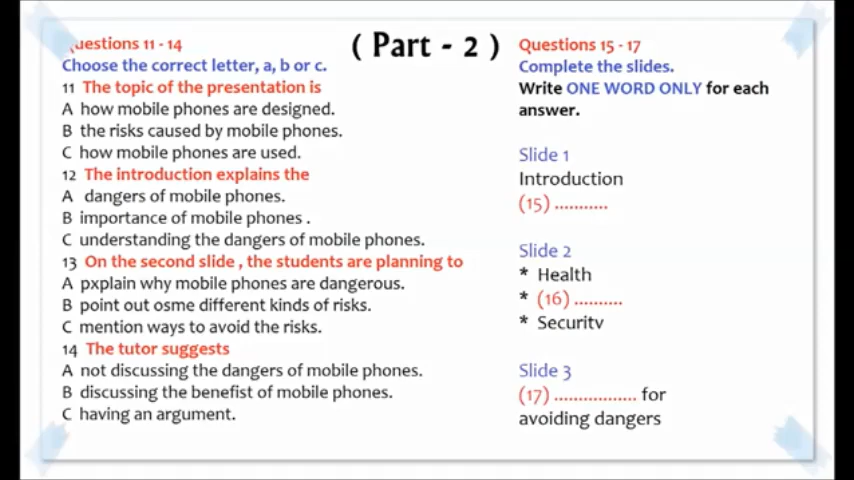 ( Part - 2 )
Questions 11 - 14
Choose the correct letter, a, b or c.
11 The topic of the presentation is
A how mobile phones are designed.
B the risks caused by mobile phones.
C how mobile phones are used.
12 The introduction explains the
A dangers of mobile phones.
B importance of mobile phones .
C understanding the dangers of mobile phones.
13 On the second slide , the students are planning to
A pxplain why mobile phones are dangerous.
B point out osme different kinds of risks.
C mention ways to avoid the risks.
14 The tutor suggests
A not discussing the dangers of mobile phones.
B discussing the benefist of mobile phones.
C having an argument.
Questions 15 - 17
Complete the slides.
Write ONE WORD ONLY for each
answer.
Slide 1
Introduction
(15) ...........
Slide 2
* Health
* (16) ..........
* Security
Slide 3
(17) ................. for
avoiding dangers